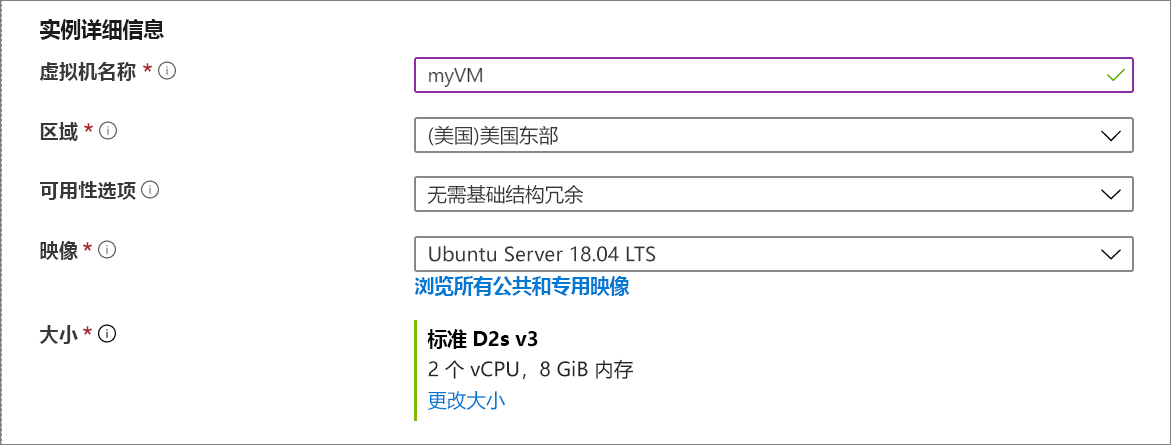 实例详细信息
虚拟机名称 * myVM
区域 * (美国)美国东部
可用性选项 无需基础结构冗余
映像 * Ubuntu Server 18.04 LTS
浏览所有公共和专用映像
大小 * 标准 D2s v3
2 个 vCPU，8 GiB 内存
更改大小